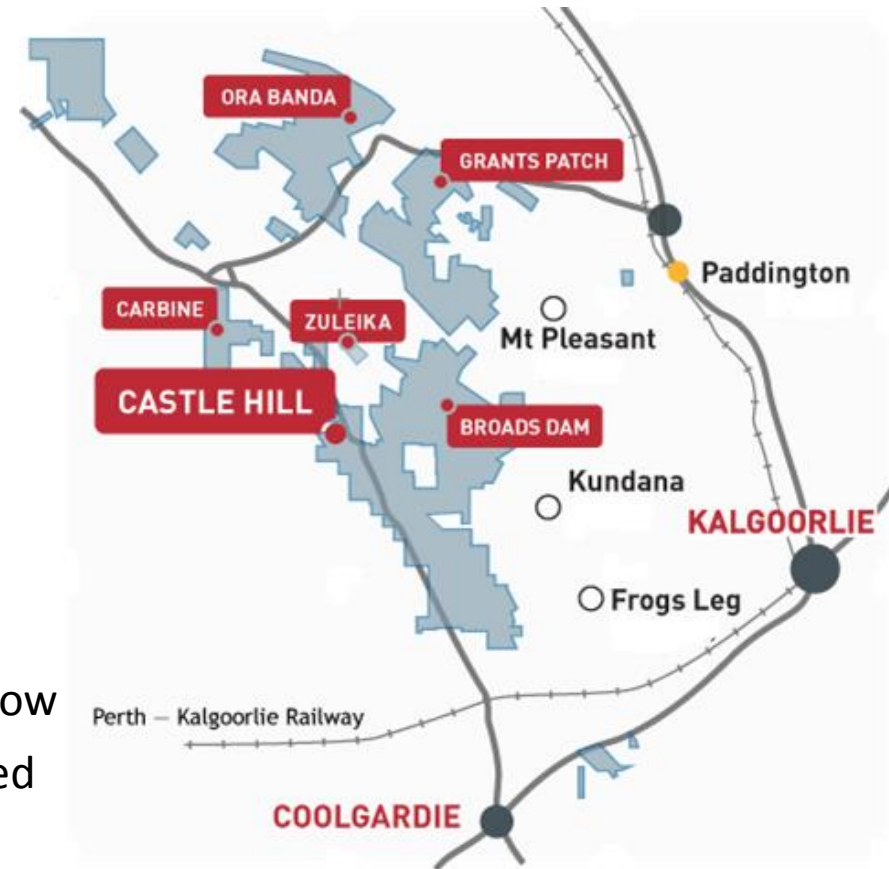 ORA BANDA
GRANTS PATCH
Paddington
CARBINE
ZULEIKA
Mt Pleasant
CASTLE HILL
BROADS DAM
Kundana
KALGOORLIE
Frogs Leg
ow
Perth – Kalgoorlie Railway
ed
COOLGARDIE